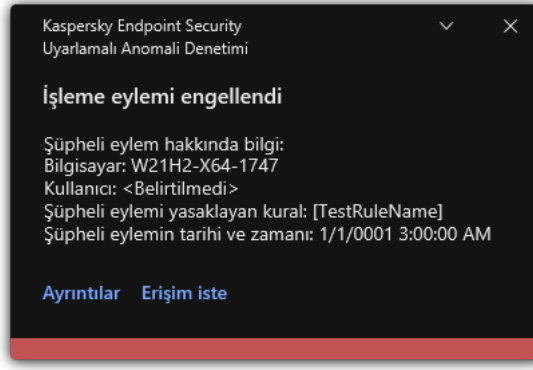 Kaspersky Endpoint Security
Uyarlamalı Anomali Denetimi
İşleme eylemi engellendi
Şüpheli eylem hakkında bilgi:
Bilgisayar: W21H2-X64-1747
Kullanıcı: <Belirtilmedi>
Şüpheli eylemi yasaklayan kural: [TestRuleName]
Şüpheli eylemin tarihi ve zamanı: 1/1/0001 3:00:00 AM
Ayrıntılar Erişim iste